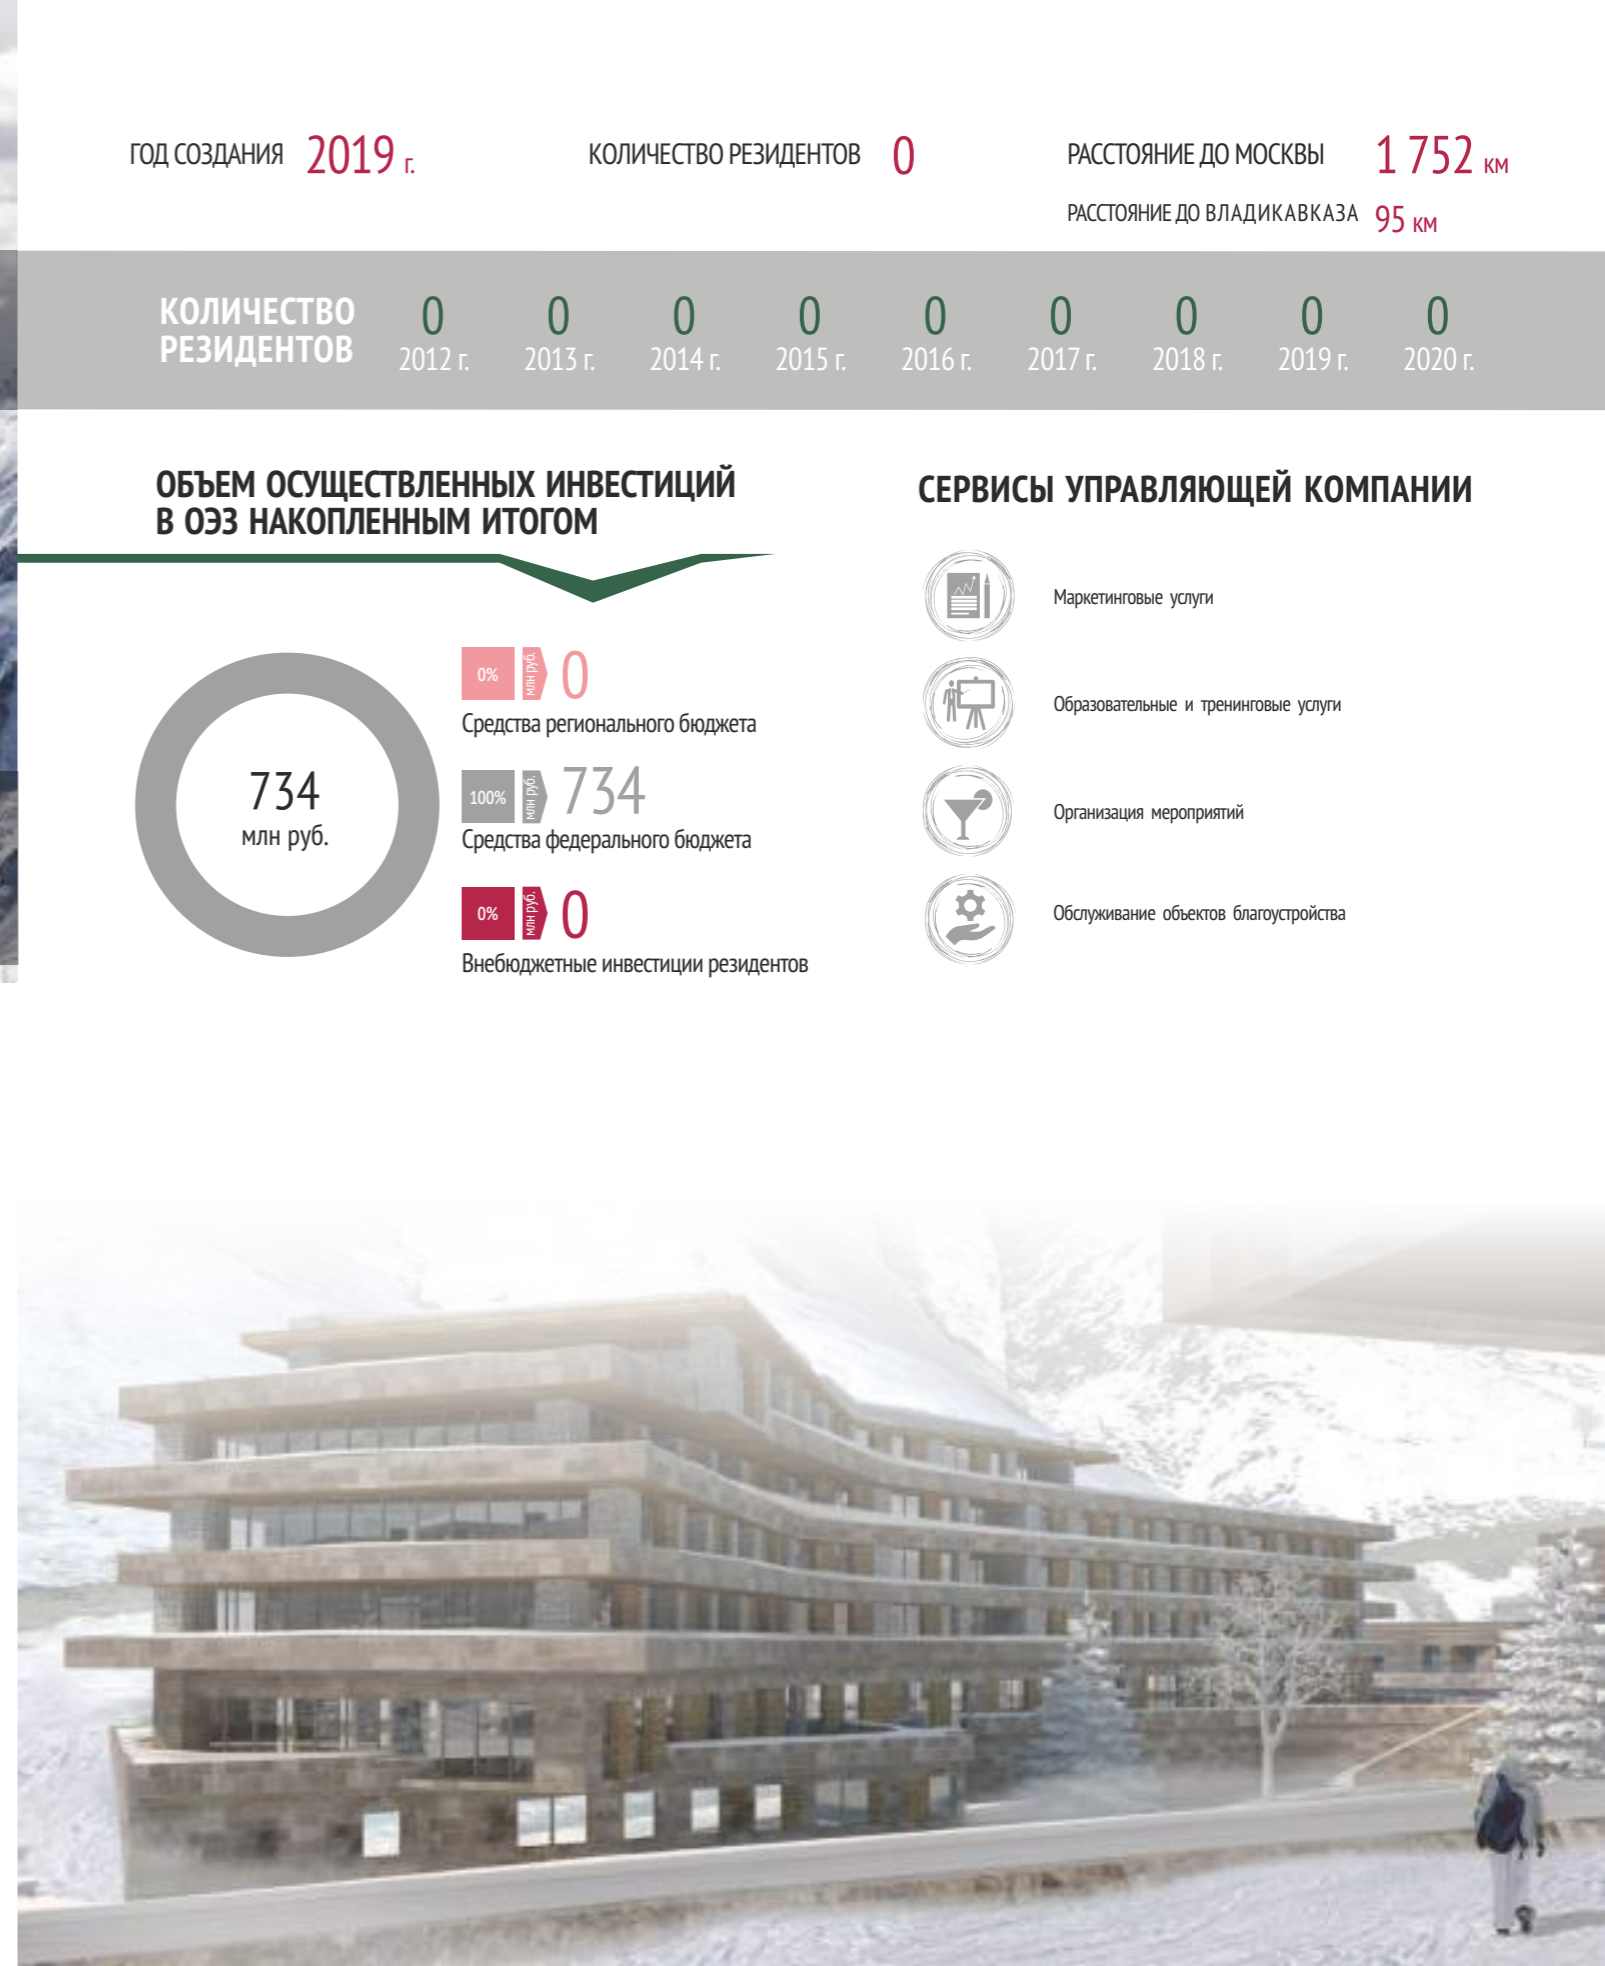 ГОД СОЗДАНИЯ 2019 г.
КОЛИЧЕСТВО РЕЗИДЕНТОВ 0
РАССТОЯНИЕ ДО МОСКВЫ 1 752 км
РАССТОЯНИЕ ДО ВЛАДИКАВКАЗА 95 км
КОЛИЧЕСТВО
РЕЗИДЕНТОВ
0 0 0 0 0 0 0 0 0
2012 г. 2013 г. 2014 г. 2015 г. 2016 г. 2017 г. 2018 г. 2019 г. 2020 г.
ОБЪЕМ ОСУЩЕСТВЛЕННЫХ ИНВЕСТИЦИЙ
В ОЭЗ НАКОПЛЕННЫМ ИТОГОМ
734
млн руб.
0% млн руб. 0
Средства регионального бюджета
100% млн руб. 734
Средства федерального бюджета
0% млн руб. 0
Внебюджетные инвестиции резидентов
СЕРВИСЫ УПРАВЛЯЮЩЕЙ КОМПАНИИ
Маркетинговые услуги
Образовательные и тренинговые услуги
Организация мероприятий
Обслуживание объектов благоустройства